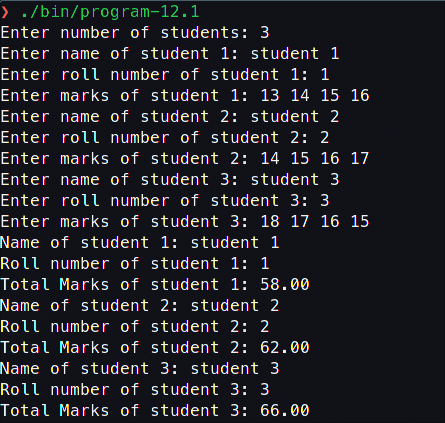 ❯ ./bin/program-12.1
Enter number of students: 3
Enter name of student 1: student 1
Enter roll number of student 1: 1
Enter marks of student 1: 13 14 15 16
Enter name of student 2: student 2
Enter roll number of student 2: 2
Enter marks of student 2: 14 15 16 17
Enter name of student 3: student 3
Enter roll number of student 3: 3
Enter marks of student 3: 18 17 16 15
Name of student 1: student 1
Roll number of student 1: 1
Total Marks of student 1: 58.00
Name of student 2: student 2
Roll number of student 2: 2
Total Marks of student 2: 62.00
Name of student 3: student 3
Roll number of student 3: 3
Total Marks of student 3: 66.00